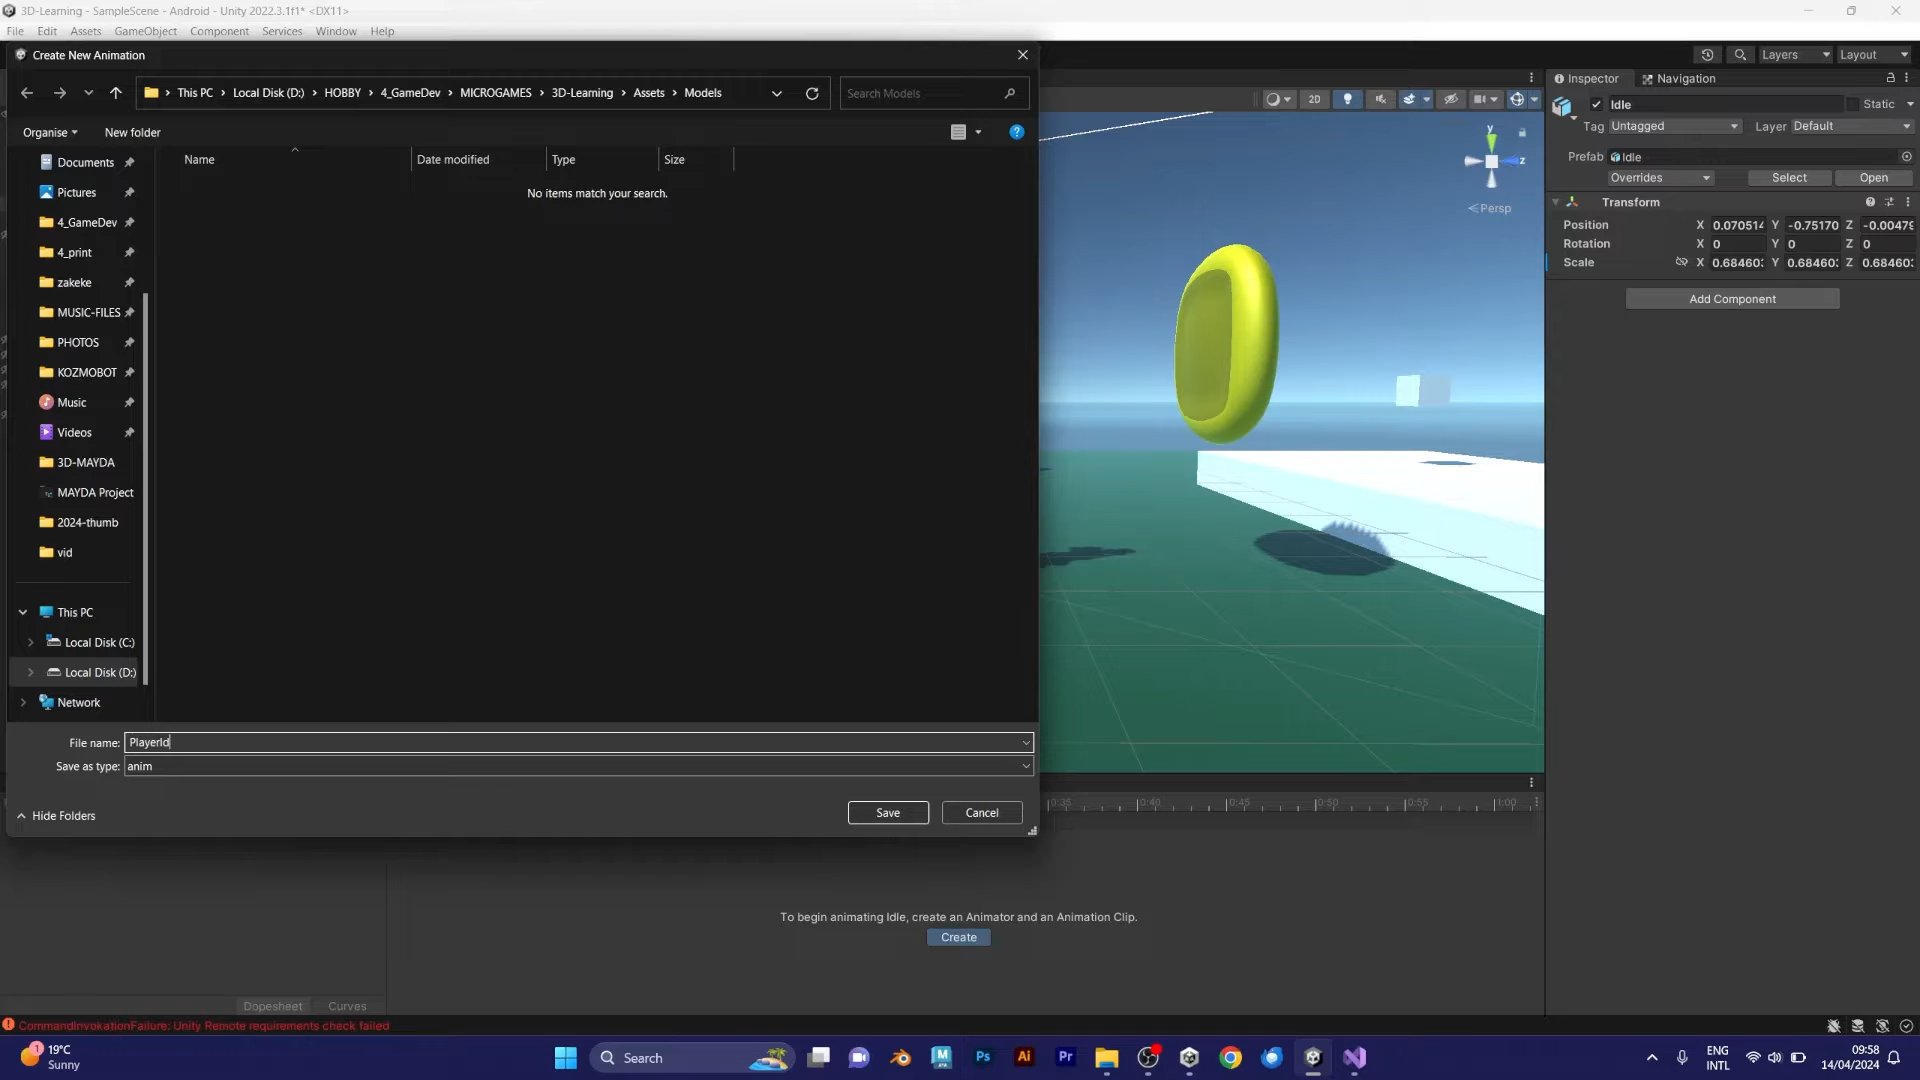 3D-Learning - SampleScene - Android - Unity 2022.3.1f1* <DX11>
File Edit Assets GameObject Component Services Window Help
Create New Animation
This PC > Local Disk (D:) > HOBBY > 4_GameDev > MICROGAMES > 3D-Learning > Assets > Models
Search Models
Organise
New folder
Name Date modified Type Size
No items match your search.
Documents
Pictures
4_GameDev
4_print
zakeke
MUSIC-FILES
PHOTOS
KOZMOBOT
Music
Videos
3D-MAYDA
MAYDA Project
2024-thumb
vid
This PC
Local Disk (C:)
Local Disk (D:)
Network
File name: PlayerId
Save as type: anim
Hide Folders
Save Cancel
Layers Layout
2D
y
z
Persp
Inspector Navigation
Idle Static
Tag Untagged Layer Default
Prefab Idle
Overrides Select Open
Transform
Position X 0.070514 Y -0.75170 Z -0.00479
Rotation X 0 Y 0 Z 0
Scale X 0.68460 Y 0.68460 Z 0.68460
Add Component
0:35 0:40 0:45 0:50 0:55 1:00
To begin animating Idle, create an Animator and an Animation Clip.
Create
Dopesheet Curves
CommandInvokationFailure: Unity Remote requirements check failed
1
19°C
Sunny
Search
Ps
Ai
Pr
ENG
INTL
09:58
14/04/2024